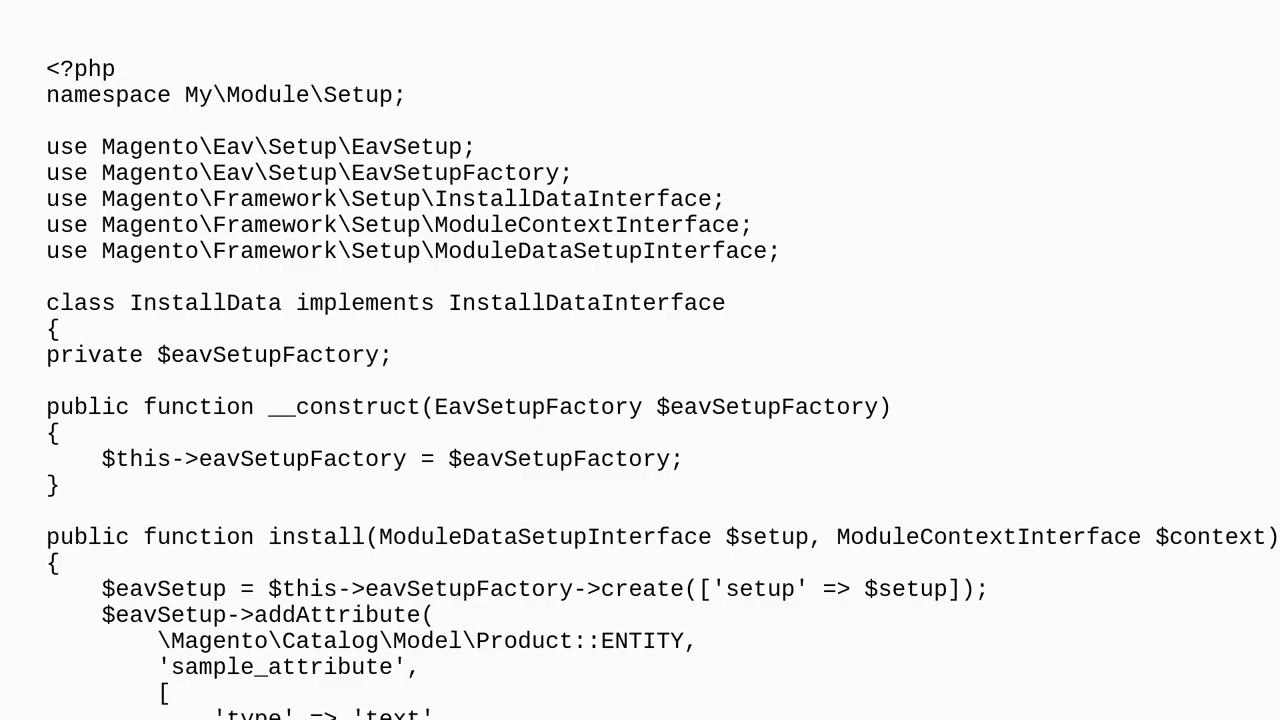 <?php
namespace My\Module\Setup;
use Magento\Eav\Setup\EavSetup;
use Magento\Eav\Setup\EavSetupFactory;
use Magento\Framework\Setup\InstallDataInterface;
use Magento\Framework\Setup\ModuleContextInterface;
use Magento\Framework\Setup\ModuleDataSetupInterface;
class InstallData implements InstallDataInterface
{
private $eavSetupFactory;
public function __construct(EavSetupFactory $eavSetupFactory)
{
    $this->eavSetupFactory = $eavSetupFactory;
}
public function install(ModuleDataSetupInterface $setup, ModuleContextInterface $context)
{
    $eavSetup = $this->eavSetupFactory->create(['setup' => $setup]);
    $eavSetup->addAttribute(
        \Magento\Catalog\Model\Product::ENTITY,
        'sample_attribute',
        [
            'type' => 'text'